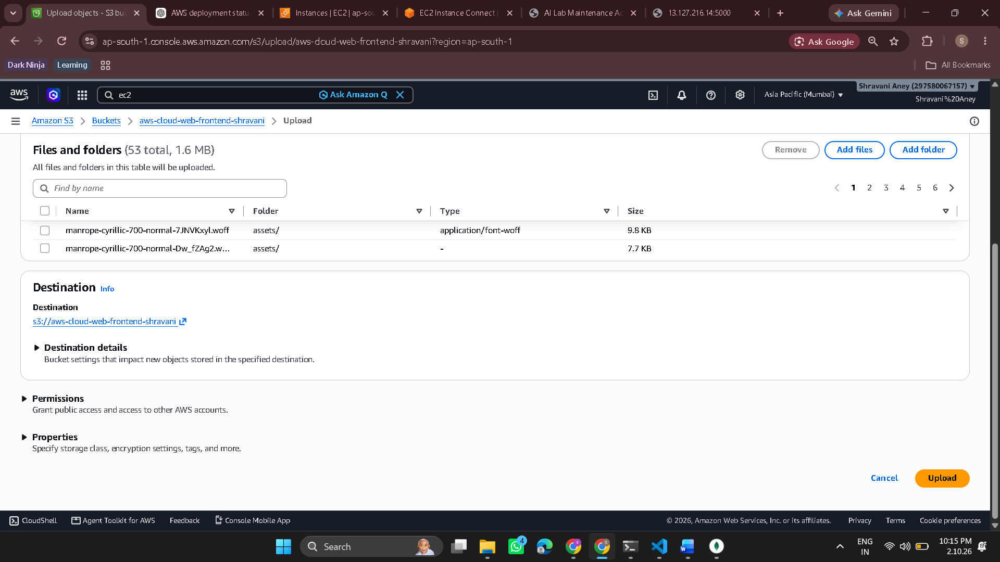 Upload objects - S3 bu
AWS deployment statu
Instances | EC2 | ap-sou
EC2 Instance Connect |
AI Lab Maintenance Ac
13.127.216.14:5000
Ask Gemini
ap-south-1.console.aws.amazon.com/s3/upload/aws-cloud-web-frontend-shravani?region=ap-south-1
Ask Google
S
Dark Ninja
Learning
All Bookmarks
aws
ec2
Ask Amazon Q
Asia Pacific (Mumbai)
Shravani Aney (297580067157)
Shravani%20Aney
Amazon S3
Buckets
aws-cloud-web-frontend-shravani
Upload
Files and folders (53 total, 1.6 MB)
Remove
Add files
Add folder
All files and folders in this table will be uploaded.
Find by name
1 2 3 4 5 6
Name Folder Type Size
manrope-cyrillic-700-normal-7JNVKxyl.woff assets/ application/font-woff 9.8 KB
manrope-cyrillic-700-normal-Dw_fZAg2.w... assets/ - 7.7 KB
Destination Info
Destination
s3://aws-cloud-web-frontend-shravani
Destination details
Bucket settings that impact new objects stored in the specified destination.
Permissions
Grant public access and access to other AWS accounts.
Properties
Specify storage class, encryption settings, tags, and more.
Cancel
Upload
CloudShell
Agent Toolkit for AWS
Feedback
Console Mobile App
© 2026, Amazon Web Services, Inc. or its affiliates.
Privacy
Terms
Cookie preferences
Search
4
ENG
IN
10:15 PM
2.10.26